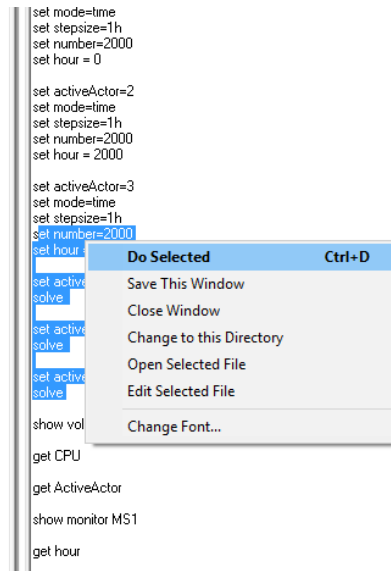 set mode=time
set stepsize=1h
set number=2000
set hour = 0
set activeActor=2
set mode=time
set stepsize=1h
set number=2000
set hour = 2000
set activeActor=3
set mode=time
set stepsize=1h
set number=2000
set hour
set active
solve
set active
solve
set active
solve
Do Selected Ctrl+D
Save This Window
Close Window
Change to this Directory
Open Selected File
Edit Selected File
Change Font...
show vol
get CPU
get ActiveActor
show monitor MS1
get hour